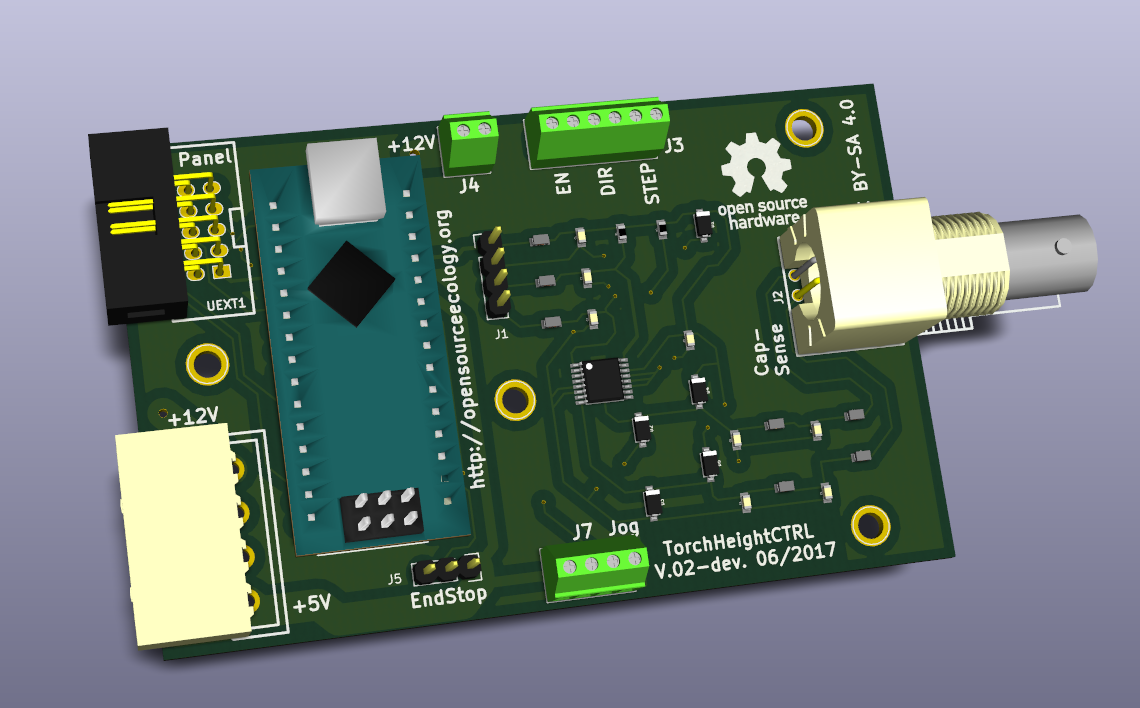 Panel
+12V
J4
J3
EN
DIR
STEP
open source
hardware
BY-SA 4.0
UEXT1
J1
J2
Cap-
Sense
http://opensourceecology.org
+12V
+5V
J5
EndStop
J7 Jog
TorchHeightCTRL
V.02-dev. 06/2017